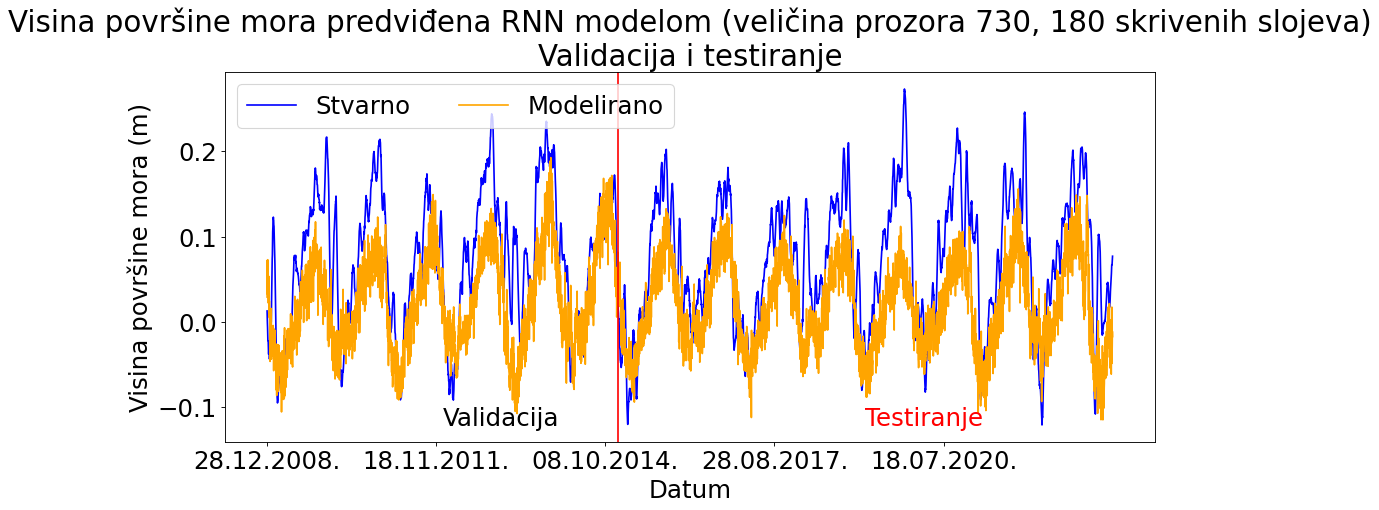 Visina površine mora predviđena RNN modelom (veličina prozora 730, 180 skrivenih slojeva)
Validacija i testiranje
Stvarno
Modelirano
Visina površine mora (m)
0.2
0.1
0.0
−0.1
Validacija
Testiranje
28.12.2008.
18.11.2011.
08.10.2014.
28.08.2017.
18.07.2020.
Datum